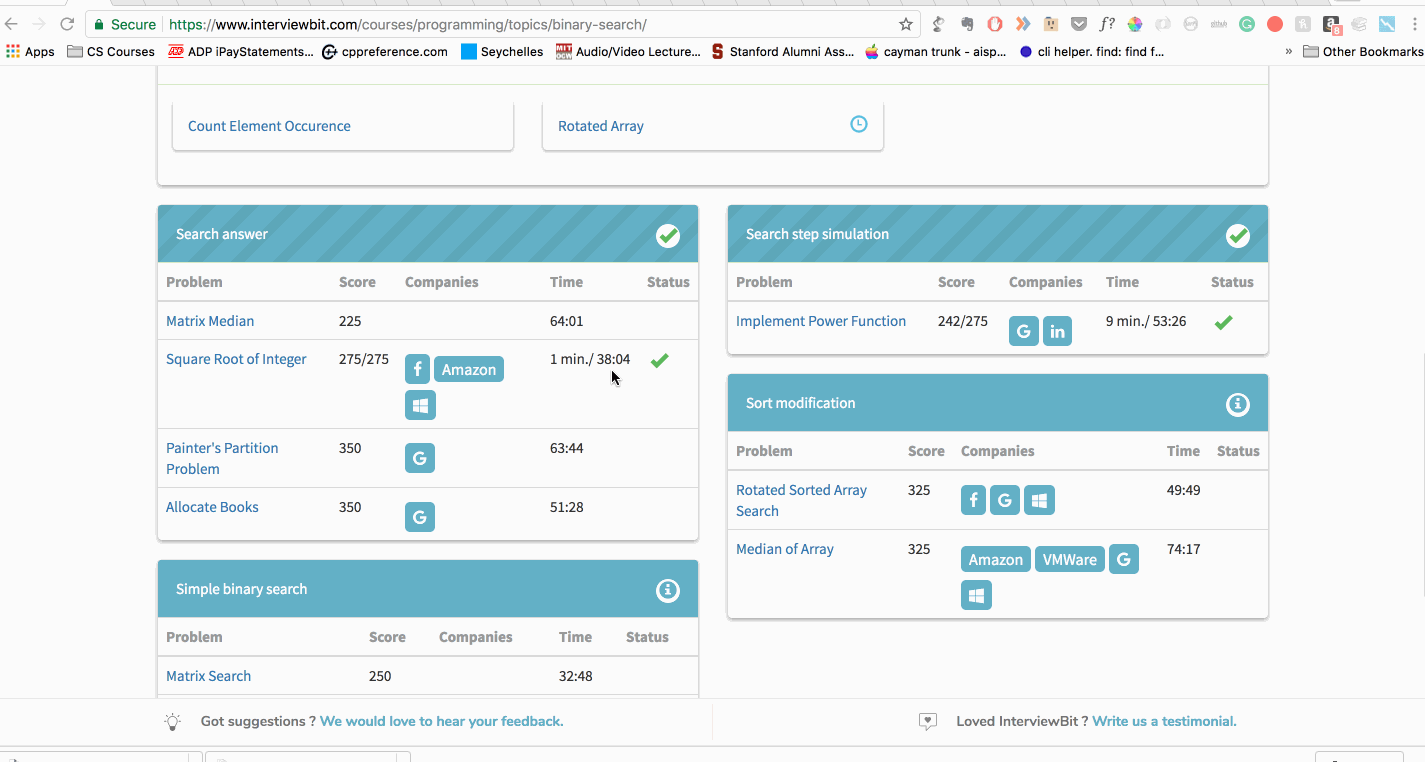 Secure https://www.interviewbit.com/courses/programming/topics/binary-search/
f?
8
Apps CS Courses ADP iPayStatements... cppreference.com Seychelles MIT OCW Audio/Video Lecture... S Stanford Alumni Ass... cayman trunk - aisp... cli helper. find: find f... » Other Bookmarks
Count Element Occurence
Rotated Array
Search answer
Problem Score Companies Time Status
Matrix Median 225 64:01
Square Root of Integer 275/275 f Amazon 1 min./ 38:04
Painter's Partition
Problem 350 G 63:44
Allocate Books 350 G 51:28
Simple binary search
Problem Score Companies Time Status
Matrix Search 250 32:48
Search step simulation
Problem Score Companies Time Status
Implement Power Function 242/275 G in 9 min./ 53:26
Sort modification
Problem Score Companies Time Status
Rotated Sorted Array
Search 325 f G 49:49
Median of Array 325 Amazon VMWare G 74:17
Got suggestions ? We would love to hear your feedback.
Loved InterviewBit ? Write us a testimonial.